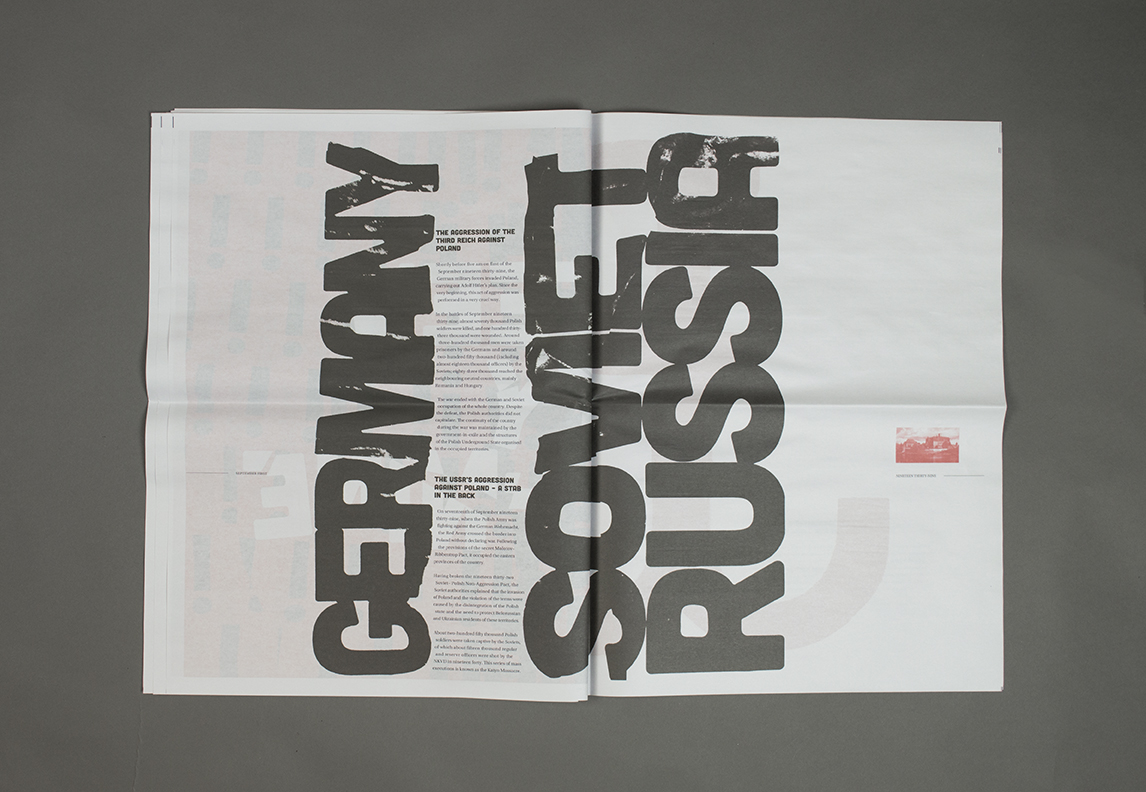 GERMANY
THE AGGRESSION OF THE
THIRD REICH AGAINST
POLAND
Shortly before five ante
September nineteen thirty-nine, the
German military forces invaded Poland,
carrying out Adolf Hitler's plan. Since the
very beginning, this act of aggression was
performed in a very cruel way.
In the battles of September nineteen
thirty-nine, almost seventy thousand Polish
soldiers were killed, and one hundred thirty-
three thousand were wounded. Around
three hundred thousand men were taken
prisoners by the Germans and around
two hundred fifty thousand (including
almost eighteen thousand officers) by the
Soviets; eighty-three thousand reached the
neighbouring neutral countries, mainly
Romania and Hungary.
The war ended with the German and Soviet
occupation of the whole country. Despite
the defeat, the Polish authorities did not
capitulate. The continuity of the country
during the war was maintained by the
government-in-exile and the structures
of the Polish Underground State organised
in the occupied territories.
THE USSR'S AGGRESSION
AGAINST POLAND – A STAB
IN THE BACK
On seventeenth of September nineteen
thirty-nine, when the Polish Army was
fighting against the German Wehrmacht,
the Red Army crossed the border into
Poland without declaring war. Following
the provisions of the secret Molotov-
Ribbentrop Pact, it occupied the eastern
provinces of the country.
Having broken the nineteen thirty-two
Soviet–Polish Non-Aggression Pact, the
Soviet authorities explained that the invasion
of Poland and the violation of the terms were
caused by the disintegration of the Polish
state and the need to protect Belorussian
and Ukrainian residents of these territories.
About two hundred fifty thousand Polish
soldiers were taken captive by the Soviets,
of which about fifteen thousand regular
and reserve officers were shot by the
NKVD in nineteen forty. This series of mass
executions is known as the Katyn Massacre.
SOVIET
RUSSIA
SEPTEMBER
NINETEEN THIRTY-NINE